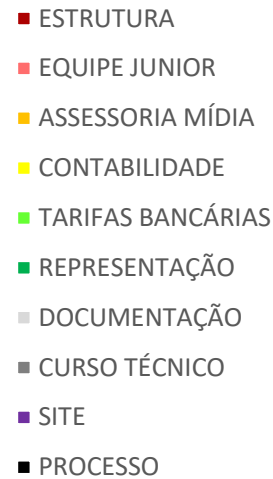 ESTRUTURA
EQUIPE JUNIOR
ASSESSORIA MÍDIA
CONTABILIDADE
TARIFAS BANCÁRIAS
REPRESENTAÇÃO
DOCUMENTAÇÃO
CURSO TÉCNICO
SITE
PROCESSO